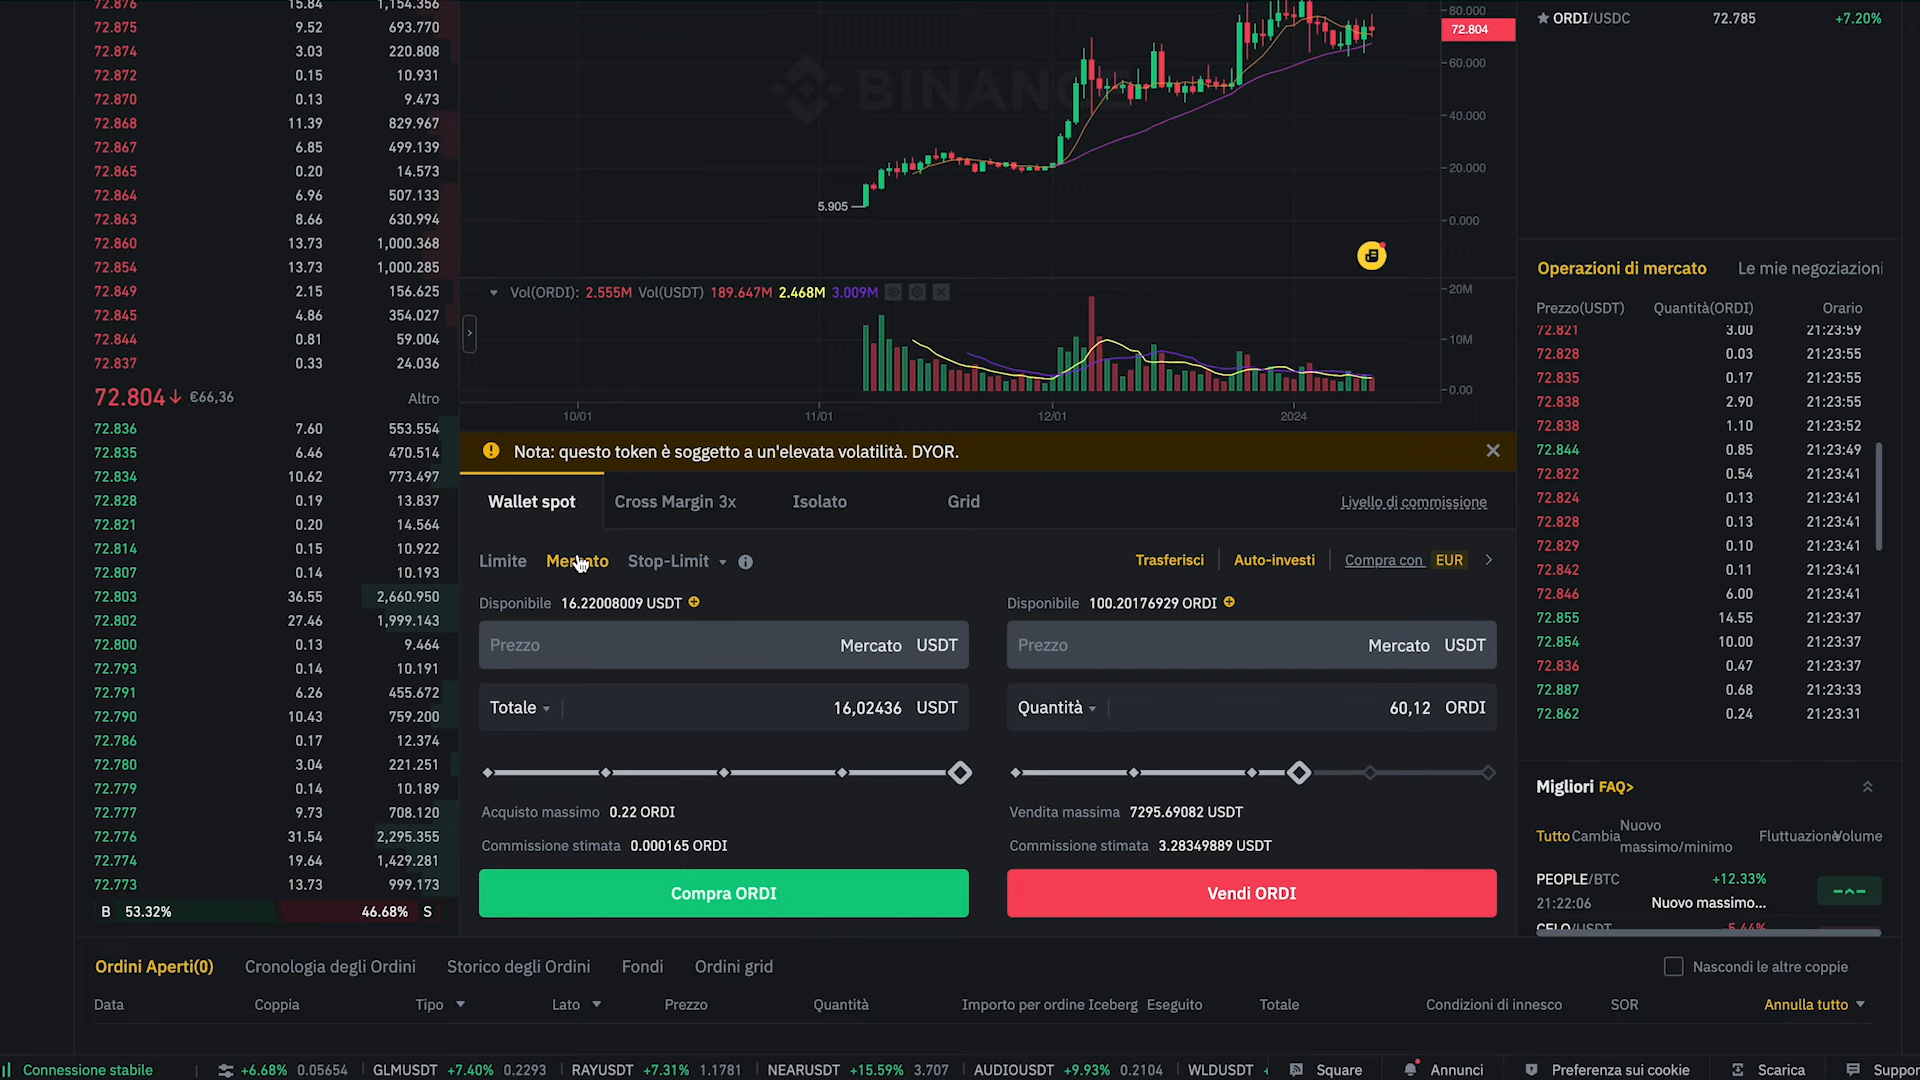 72.876 15.84 1,154.356
72.875 9.52 693.770
72.874 3.03 220.808
72.872 0.15 10.931
72.870 0.13 9.473
72.868 11.39 829.967
72.867 6.85 499.139
72.865 0.20 14.573
72.864 6.96 507.133
72.863 8.66 630.994
72.860 13.73 1,000.368
72.854 13.73 1,000.285
72.849 2.15 156.625
72.845 4.86 354.027
72.844 0.81 59.004
72.837 0.33 24.036
72.804↓ €66,36 Altro
72.836 7.60 553.554
72.835 6.46 470.514
72.834 10.62 773.497
72.828 0.19 13.837
72.821 0.20 14.564
72.814 0.15 10.922
72.807 0.14 10.193
72.803 36.55 2,660.950
72.802 27.46 1,999.143
72.800 0.13 9.464
72.793 0.14 10.191
72.791 6.26 455.672
72.790 10.43 759.200
72.786 0.17 12.374
72.780 3.04 221.251
72.779 0.14 10.189
72.777 9.73 708.120
72.776 31.54 2,295.355
72.774 19.64 1,429.281
72.773 13.73 999.173
B 53.32% 46.68% S
BINANCE
80.000
72.804
60.000
40.000
20.000
5.905
0.000
Vol(ORDI): 2.555M Vol(USDT) 189.647M 2.468M 3.009M
20M
10M
0.00
10/01 11/01 12/01 2024
Nota: questo token è soggetto a un'elevata volatilità. DYOR.
Wallet spot Cross Margin 3x Isolato Grid Livello di commissione
Limite Mercato Stop-Limit Trasferisci Auto-investi Compra con EUR
Disponibile 16.22008009 USDT
Prezzo Mercato USDT
Totale 16,02436 USDT
Acquisto massimo 0.22 ORDI
Commissione stimata 0.000165 ORDI
Compra ORDI
Disponibile 100.20176929 ORDI
Prezzo Mercato USDT
Quantità 60,12 ORDI
Vendita massima 7295.69082 USDT
Commissione stimata 3.28349889 USDT
Vendi ORDI
ORDI/USDC 72.785 +7.20%
Operazioni di mercato Le mie negoziazioni
Prezzo(USDT) Quantità(ORDI) Orario
72.821 3.00 21:23:59
72.828 0.03 21:23:55
72.835 0.17 21:23:55
72.838 2.90 21:23:55
72.838 1.10 21:23:52
72.844 0.85 21:23:49
72.822 0.54 21:23:41
72.824 0.13 21:23:41
72.828 0.13 21:23:41
72.829 0.10 21:23:41
72.842 0.11 21:23:41
72.846 6.00 21:23:41
72.855 14.55 21:23:37
72.854 10.00 21:23:37
72.836 0.47 21:23:37
72.887 0.68 21:23:33
72.862 0.24 21:23:31
Migliori FAQ>
Tutto Cambia Nuovo massimo/minimo Fluttuazione Volume
PEOPLE/BTC +12.33%
21:22:06 Nuovo massimo...
CELO/USDT -5.44%
Ordini Aperti(0) Cronologia degli Ordini Storico degli Ordini Fondi Ordini grid Nascondi le altre coppie
Data Coppia Tipo Lato Prezzo Quantità Importo per ordine Iceberg Eseguito Totale Condizioni di innesco SOR Annulla tutto
Connessione stabile +6.68% 0.05654 GLMUSDT +7.40% 0.2293 RAYUSDT +7.31% 1.1781 NEARUSDT +15.59% 3.707 AUDIOUSDT +9.93% 0.2104 WLDUSDT + Square Annunci Preferenza sui cookie Scarica Suppor